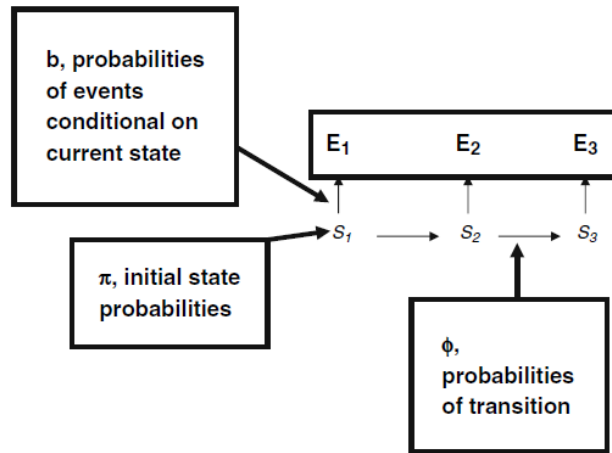 b, probabilities
of events
conditional on
current state
E1 E2 E3
S1 S2 S3
π, initial state
probabilities
ϕ,
probabilities
of transition